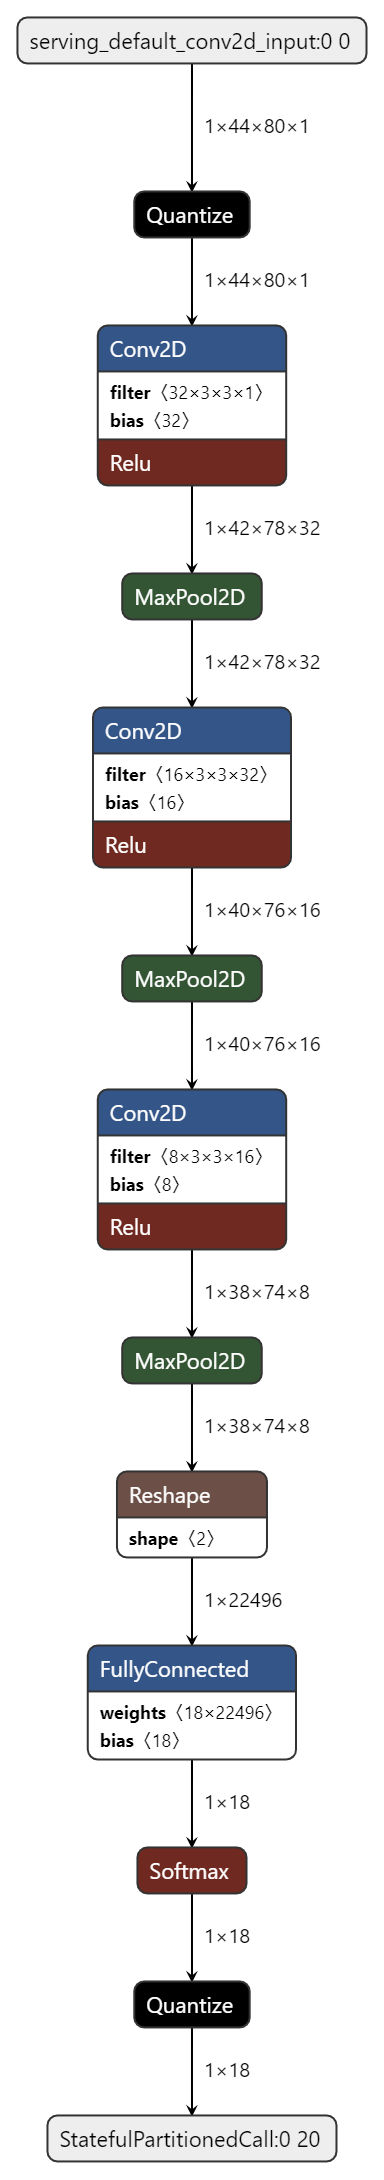 serving_default_conv2d_input:0 0
1×44×80×1
Quantize
1×44×80×1
Conv2D
filter〈32×3×3×1〉
bias〈32〉
Relu
1×42×78×32
MaxPool2D
1×42×78×32
Conv2D
filter〈16×3×3×32〉
bias〈16〉
Relu
1×40×76×16
MaxPool2D
1×40×76×16
Conv2D
filter〈8×3×3×16〉
bias〈8〉
Relu
1×38×74×8
MaxPool2D
1×38×74×8
Reshape
shape〈2〉
1×22496
FullyConnected
weights〈18×22496〉
bias〈18〉
1×18
Softmax
1×18
Quantize
1×18
StatefulPartitionedCall:0 20